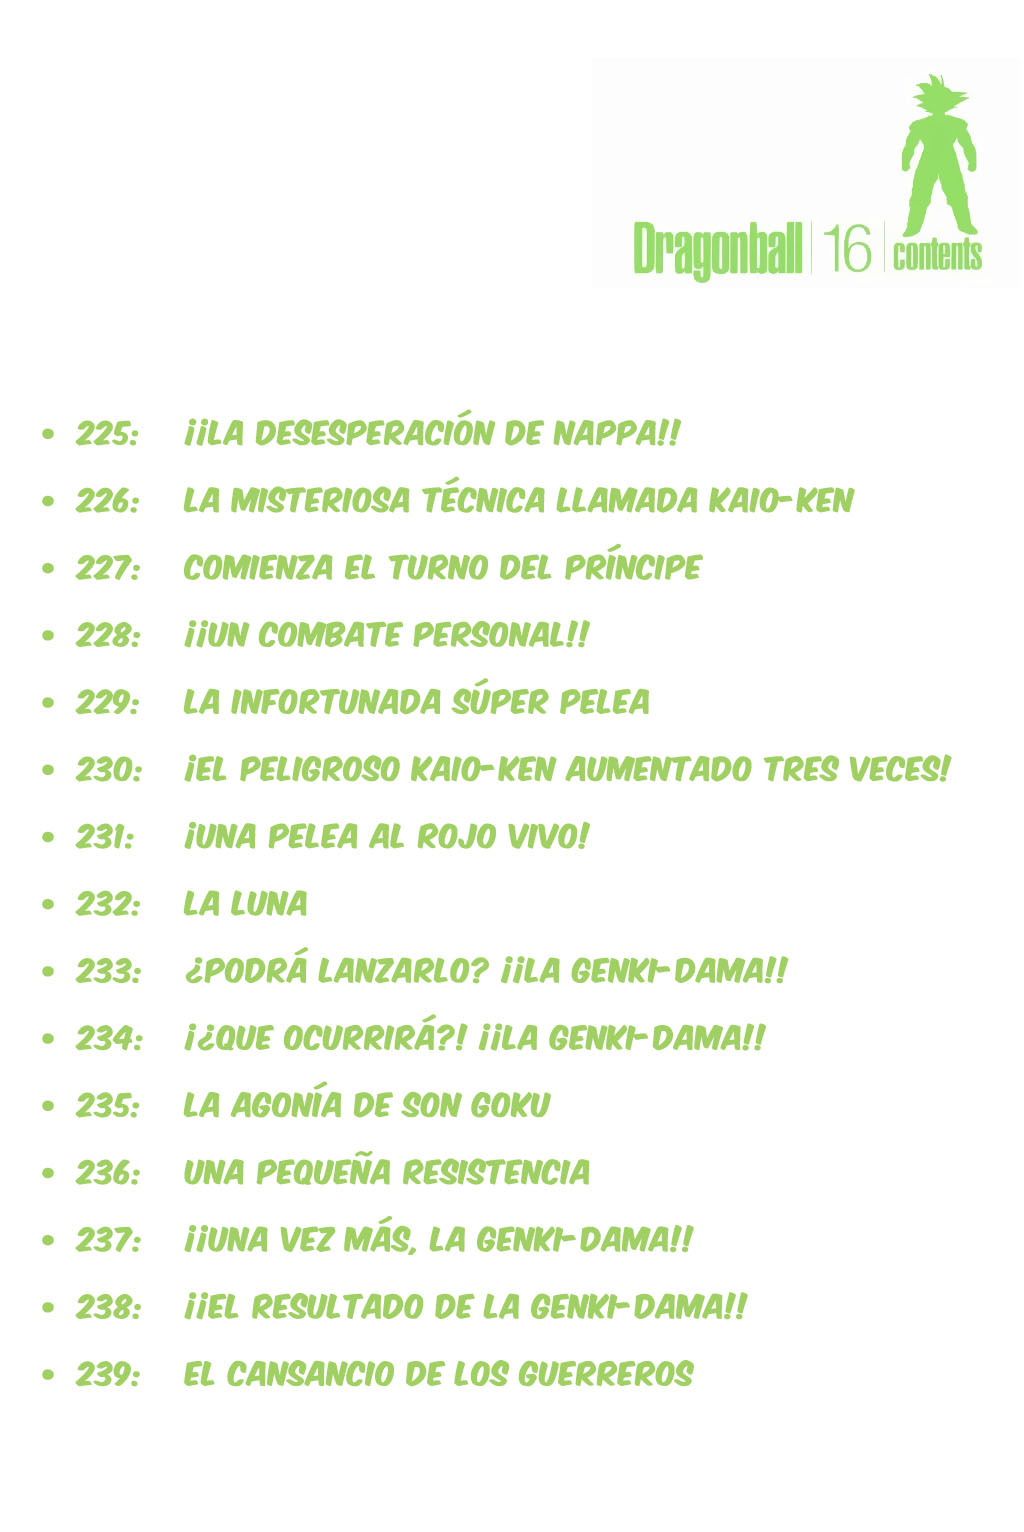 Dragonball 16 contents
• 225: ¡¡LA DESESPERACIÓN DE NAPPA!!
• 226: LA MISTERIOSA TÉCNICA LLAMADA KAIO-KEN
• 227: COMIENZA EL TURNO DEL PRÍNCIPE
• 228: ¡¡UN COMBATE PERSONAL!!
• 229: LA INFORTUNADA SÚPER PELEA
• 230: ¡EL PELIGROSO KAIO-KEN AUMENTADO TRES VECES!
• 231: ¡UNA PELEA AL ROJO VIVO!
• 232: LA LUNA
• 233: ¿PODRÁ LANZARLO? ¡¡LA GENKI-DAMA!!
• 234: ¡¿QUE OCURRIRÁ?! ¡¡LA GENKI-DAMA!!
• 235: LA AGONÍA DE SON GOKU
• 236: UNA PEQUEÑA RESISTENCIA
• 237: ¡¡UNA VEZ MÁS, LA GENKI-DAMA!!
• 238: ¡¡EL RESULTADO DE LA GENKI-DAMA!!
• 239: EL CANSANCIO DE LOS GUERREROS